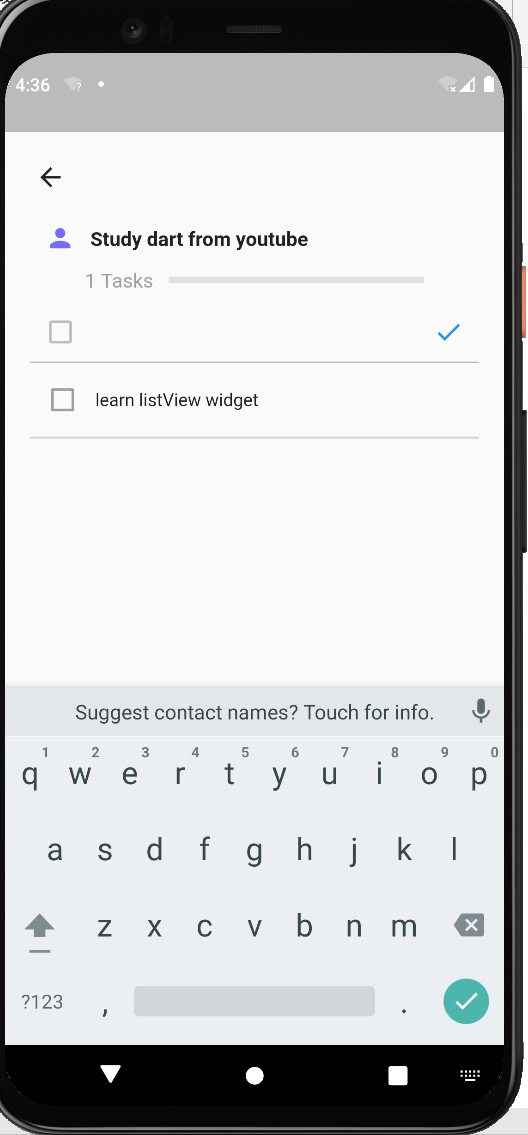 4:36
Study dart from youtube
1 Tasks
learn listView widget
Suggest contact names? Touch for info.
1 2 3 4 5 6 7 8 9 0
q w e r t y u i o p
a s d f g h j k l
z x c v b n m
?123 , .